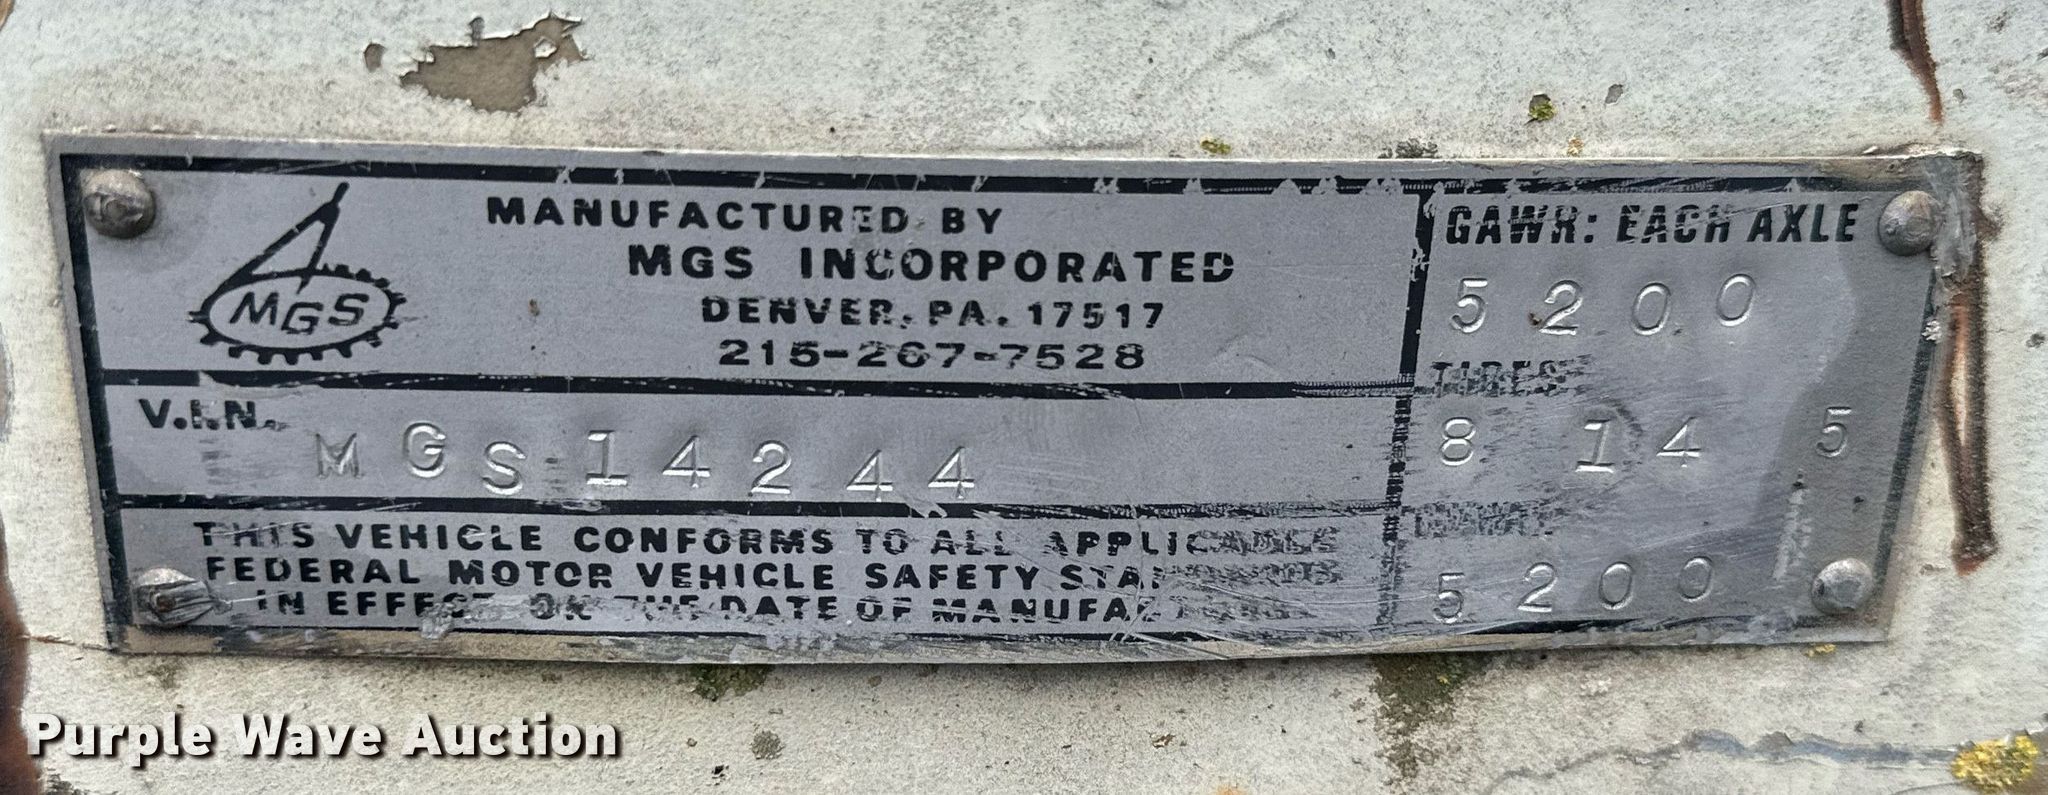 MANUFACTURED BY
MGS INCORPORATED
DENVER, PA. 17517
215-267-7528
MGS
V.I.N.
MGS14244
THIS VEHICLE CONFORMS TO ALL APPLICABLE
FEDERAL MOTOR VEHICLE SAFETY STANDARDS
IN EFFECT ON THE DATE OF MANUFACTURE
GAWR: EACH AXLE
5200
TIRES
8 14 5
5200
Purple Wave Auction